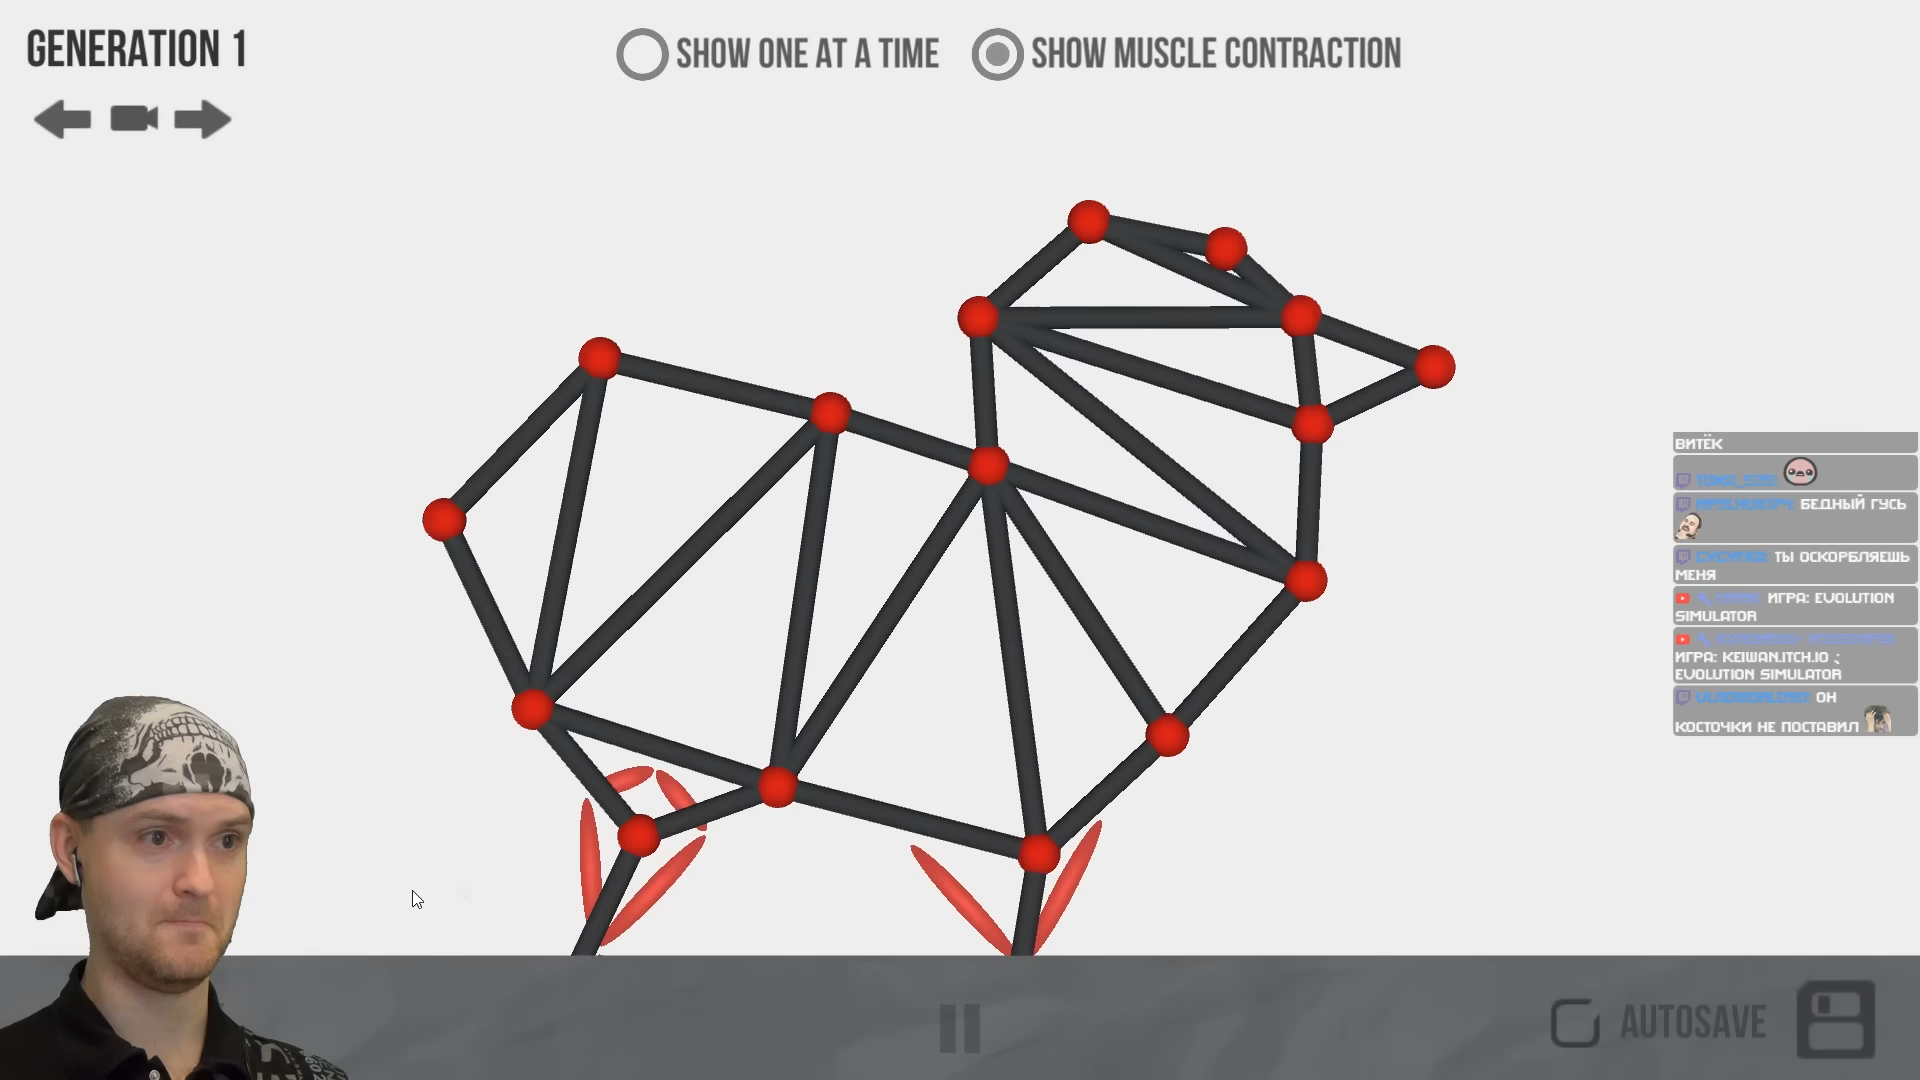 GENERATION 1
SHOW ONE AT A TIME
SHOW MUSCLE CONTRACTION
ВИТЁК
БЕДНЫЙ ГУСЬ
ТЫ ОСКОРБЛЯЕШЬ
МЕНЯ
ИГРА: EVOLUTION
SIMULATOR
ИГРА: KEIWAN.ITCH.IO ;
EVOLUTION SIMULATOR
ОН
КОСТОЧКИ НЕ ПОСТАВИЛ
AUTOSAVE